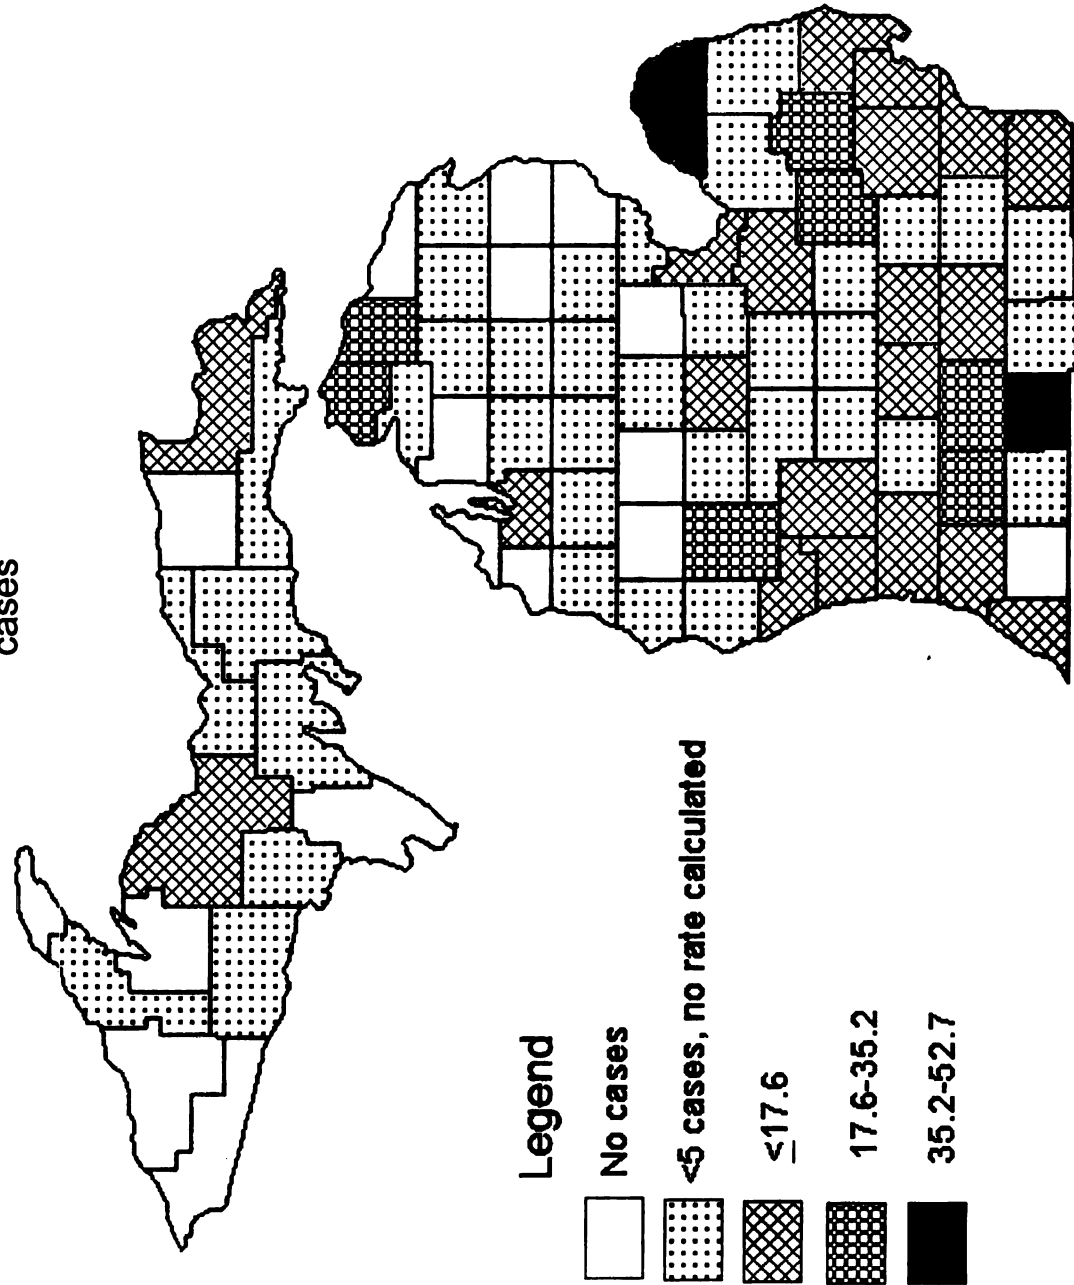 cases
Legend
No cases
<5 cases, no rate calculated
≤17.6
17.6-35.2
35.2-52.7